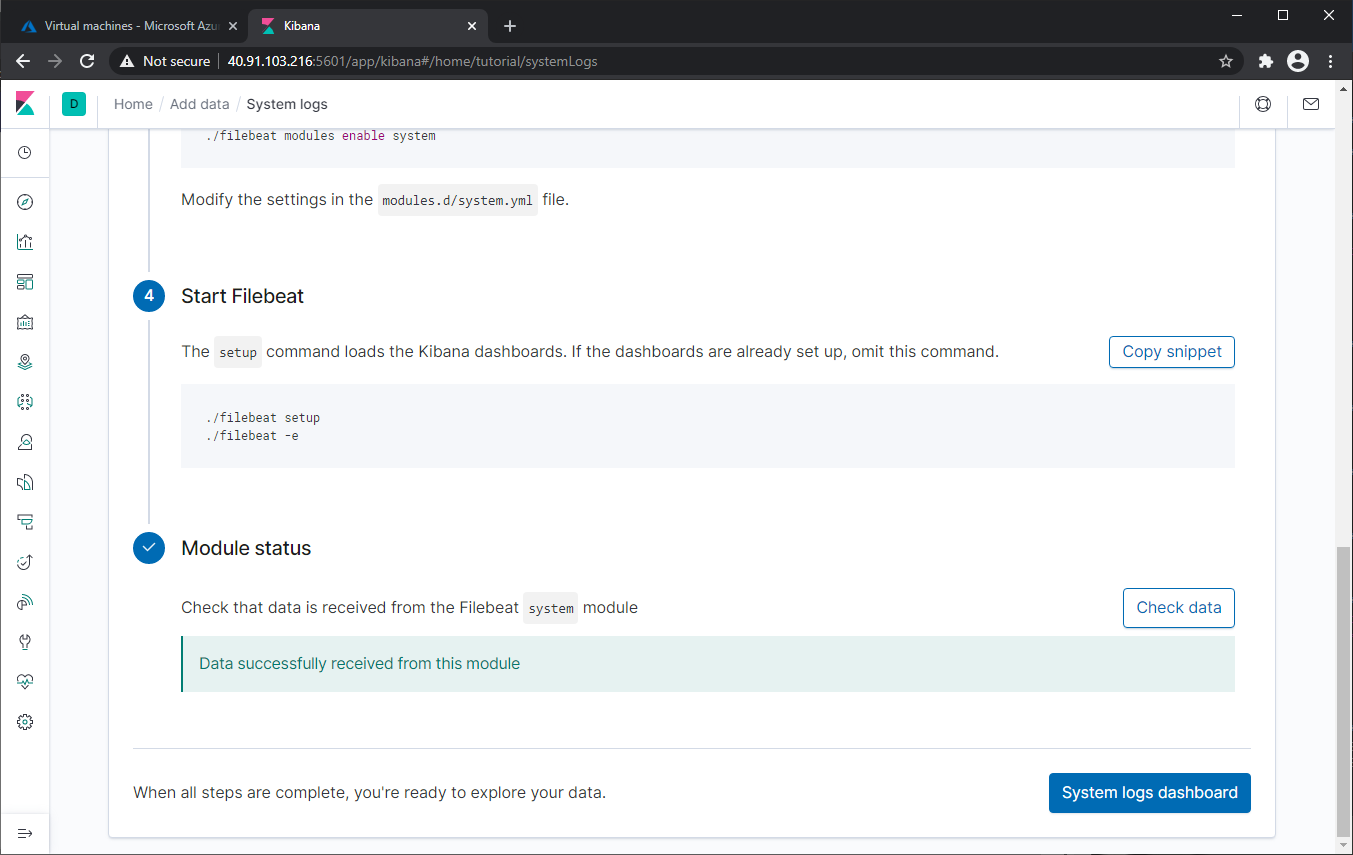 Virtual machines - Microsoft Azu
Kibana
Not secure
40.91.103.216:5601/app/kibana#/home/tutorial/systemLogs
D
Home / Add data / System logs
./filebeat modules enable system
Modify the settings in the modules.d/system.yml file.
4
Start Filebeat
The setup command loads the Kibana dashboards. If the dashboards are already set up, omit this command.
Copy snippet
./filebeat setup
./filebeat -e
Module status
Check that data is received from the Filebeat system module
Check data
Data successfully received from this module
When all steps are complete, you're ready to explore your data.
System logs dashboard